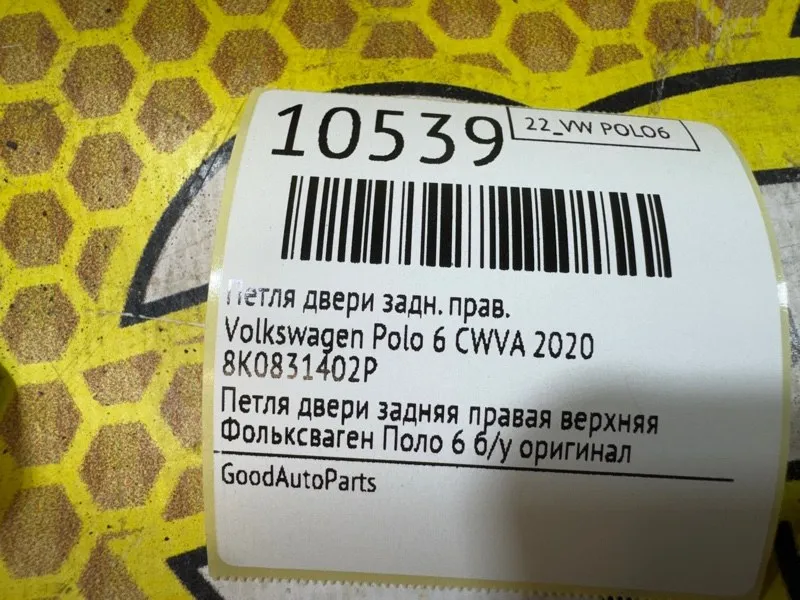 10539
22_VW POLO6
Петля двери задн. прав.
Volkswagen Polo 6 CWVA 2020
8K0831402P
Петля двери задняя правая верхняя
Фольксваген Поло 6 б/у оригинал
GoodAutoParts